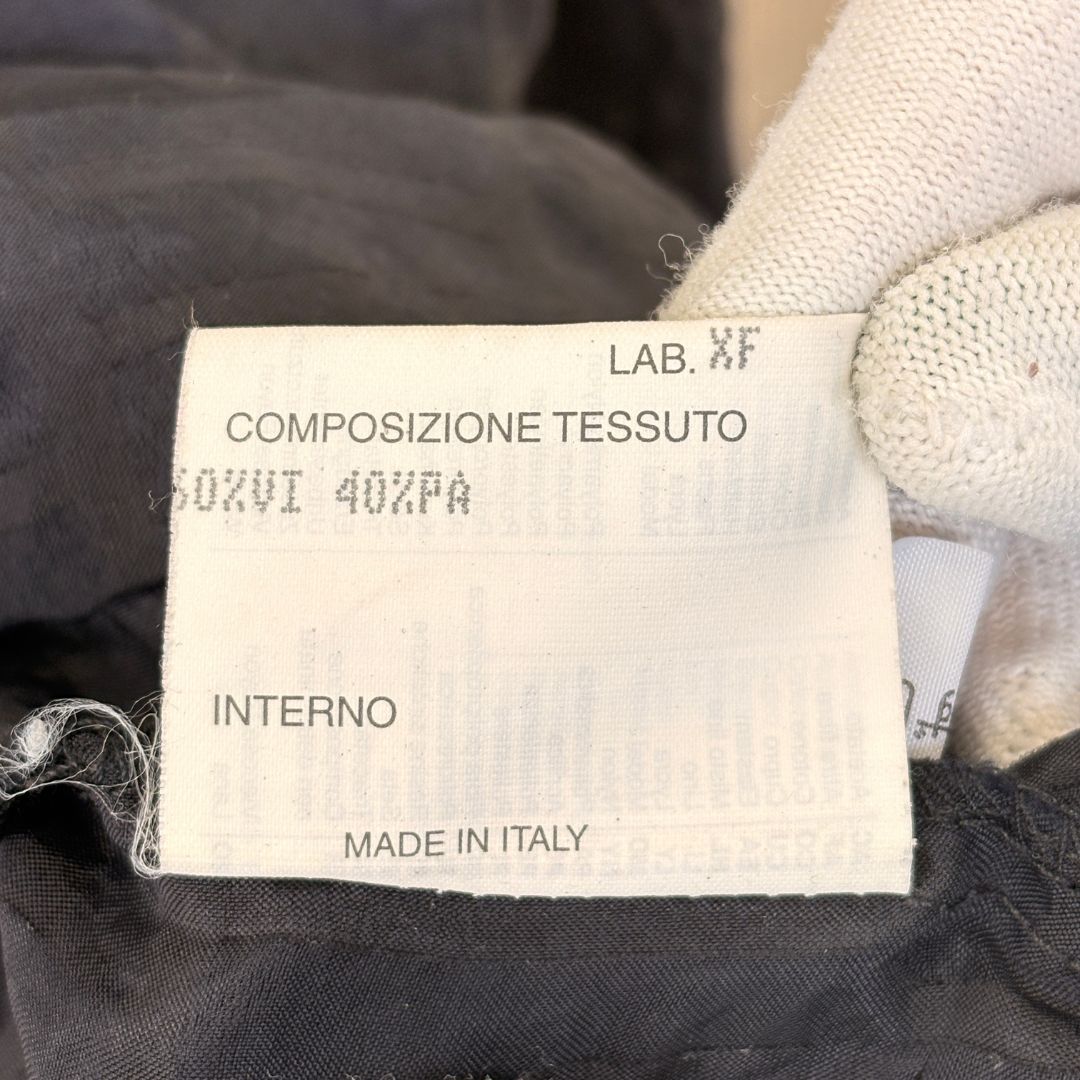 LAB. XF
COMPOSIZIONE TESSUTO
60%VI 40%PA
INTERNO
MADE IN ITALY